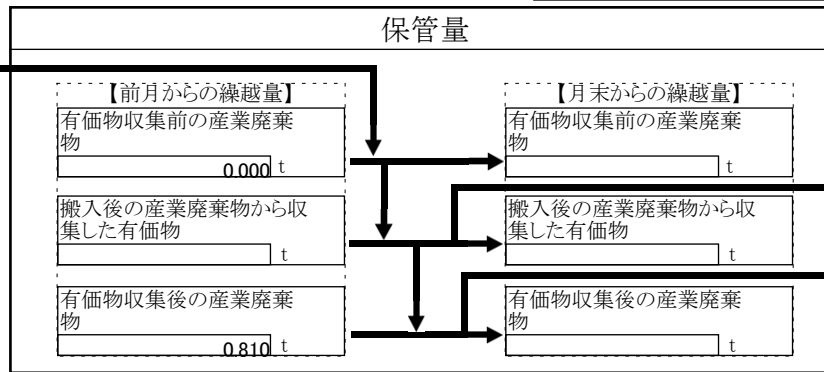 保管量
【前月からの繰越量】
【月末からの繰越量】
有価物収集前の産業廃棄
物
0.000 t
有価物収集前の産業廃棄
物
t
搬入後の産業廃棄物から収
集した有価物
t
搬入後の産業廃棄物から収
集した有価物
t
有価物収集後の産業廃棄
物
0.810 t
有価物収集後の産業廃棄
物
t